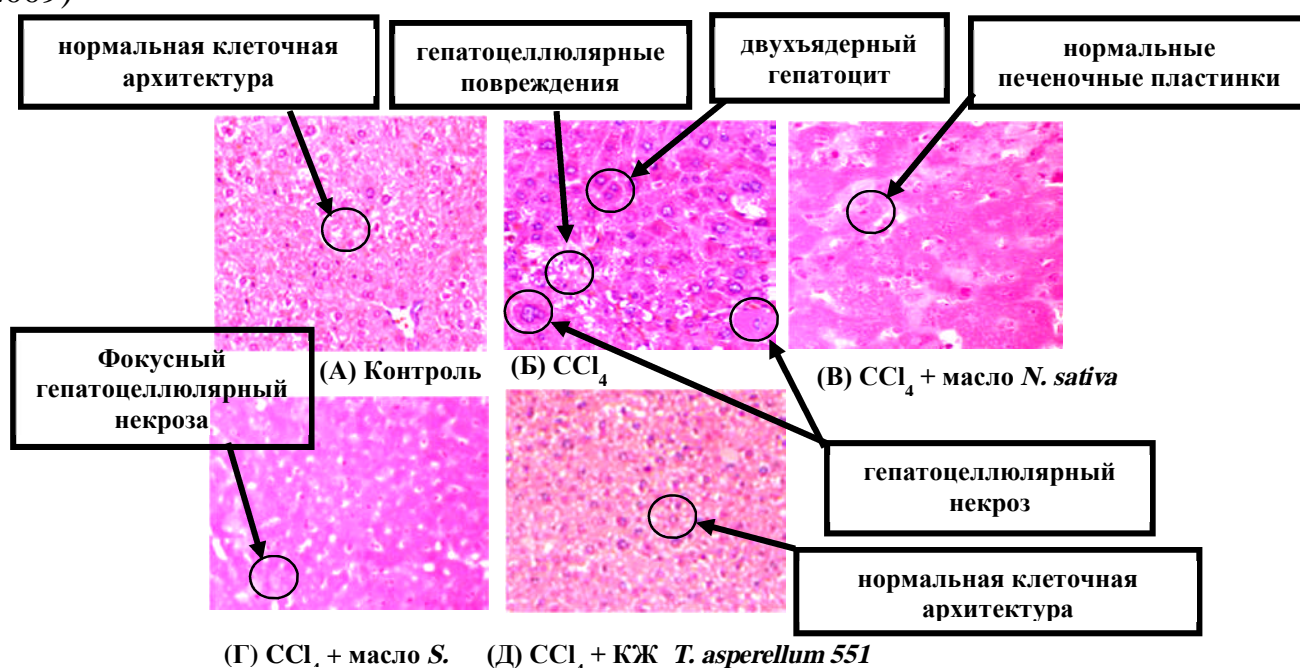 2009)
нормальная клеточная
архитектура
гепатоцеллюлярные
повреждения
двухъядерный
гепатоцит
нормальные
печеночные пластинки
Фокусный
гепатоцеллюлярный
некроза
(А) Контроль
(Б) CCl4
(В) CCl4 + масло N. sativa
гепатоцеллюлярный
некроз
нормальная клеточная
архитектура
(Г) CCl4 + масло S.
(Д) CCl4 + КЖ T. asperellum 551